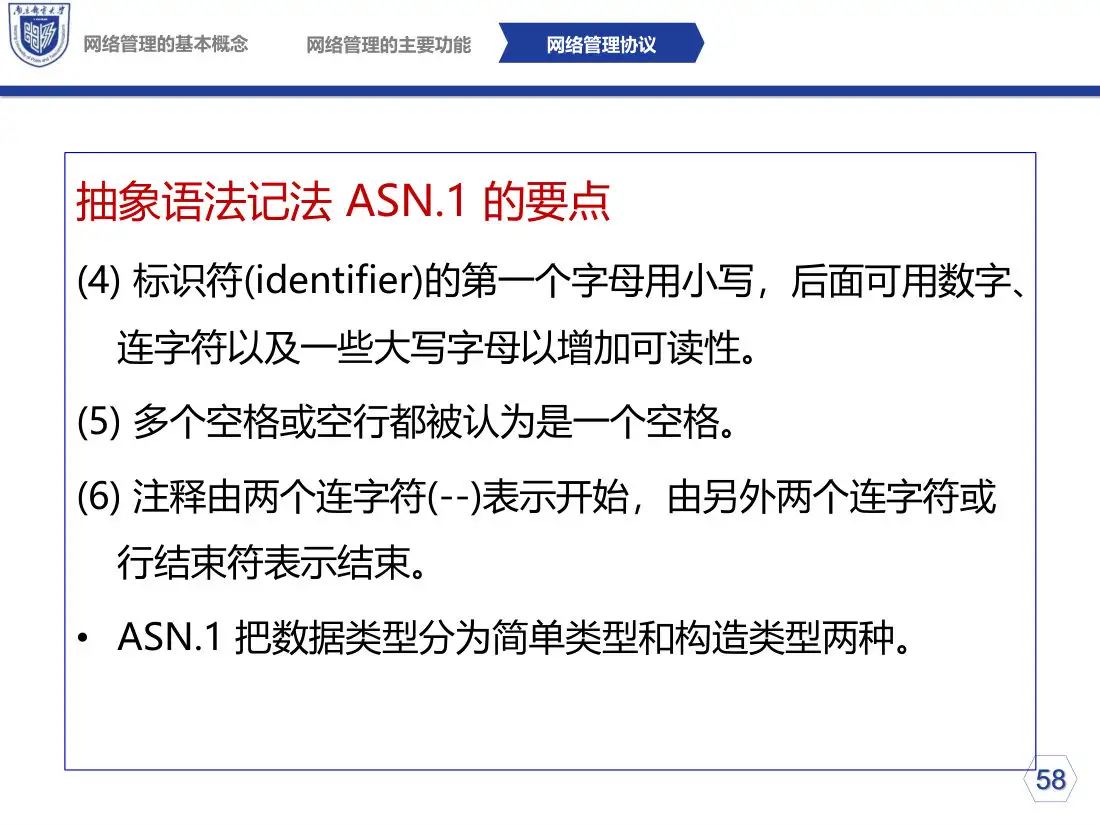 南京邮电大学
网络管理的基本概念
网络管理的主要功能
网络管理协议
抽象语法记法 ASN.1 的要点
(4) 标识符(identifier)的第一个字母用小写，后面可用数字、
连字符以及一些大写字母以增加可读性。
(5) 多个空格或空行都被认为是一个空格。
(6) 注释由两个连字符(--)表示开始，由另外两个连字符或
行结束符表示结束。
• ASN.1 把数据类型分为简单类型和构造类型两种。
58